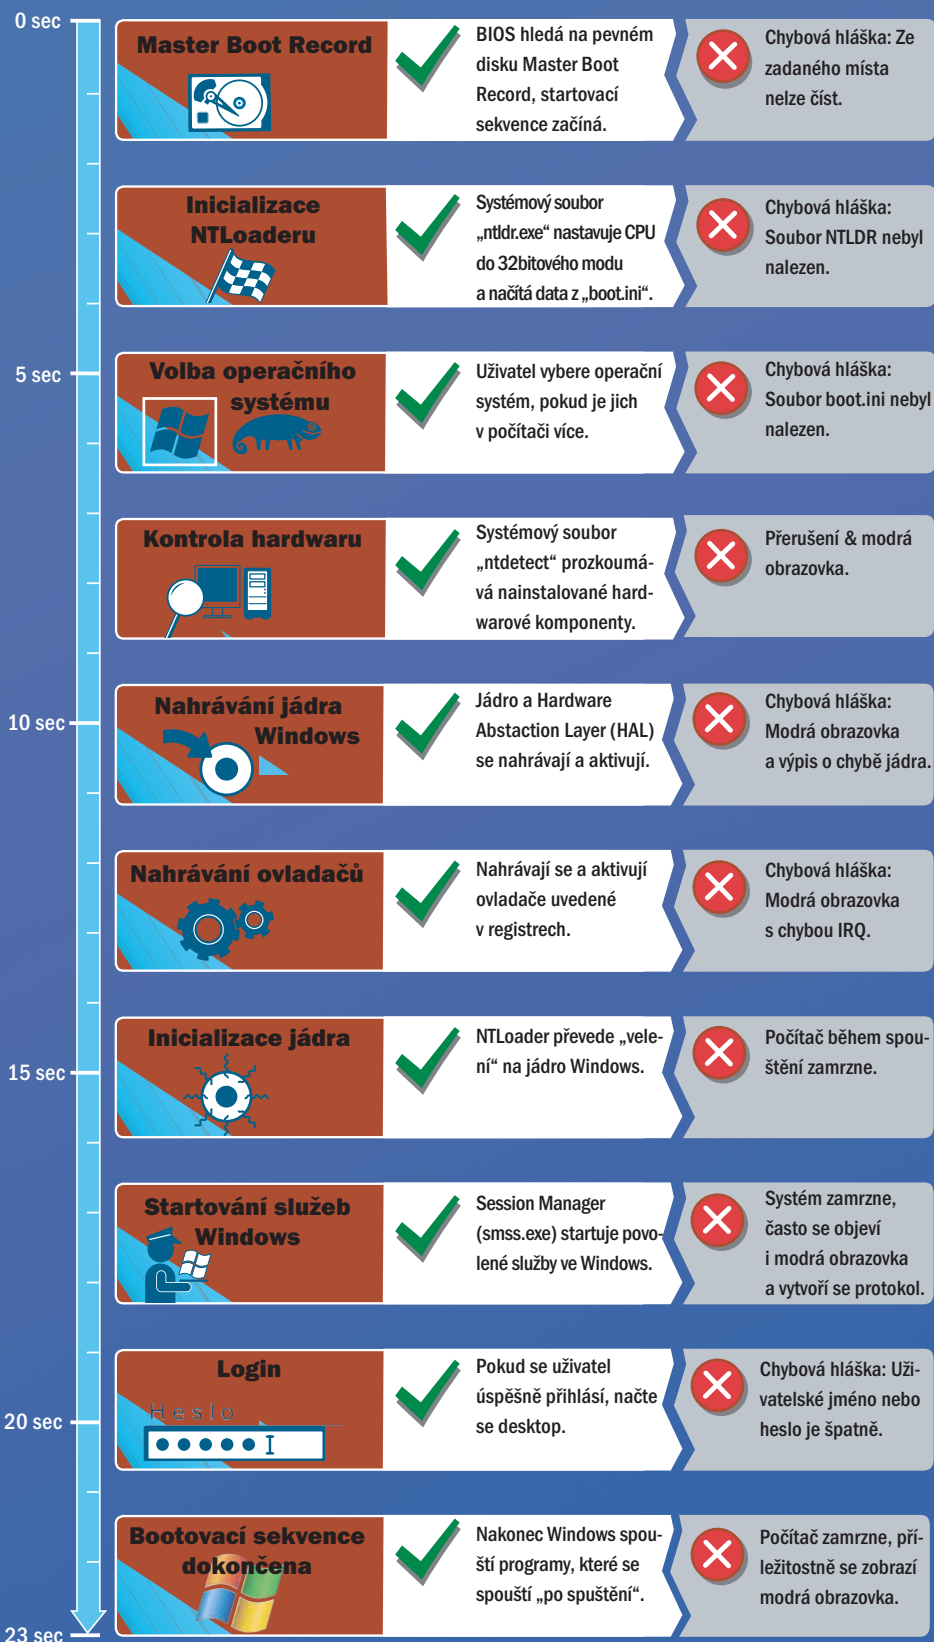 0 sec
Master Boot Record
BIOS hledá na pevném
disku Master Boot
Record, startovací
sekvence začíná.
Chybová hláška: Ze
zadaného místa
nelze číst.
Inicializace
NTLoaderu
Systémový soubor
„ntldr.exe“ nastavuje CPU
do 32bitového modu
a načítá data z „boot.ini“.
Chybová hláška:
Soubor NTLDR nebyl
nalezen.
5 sec
Volba operačního
systému
Uživatel vybere operační
systém, pokud je jich
v počítači více.
Chybová hláška:
Soubor boot.ini nebyl
nalezen.
Kontrola hardwaru
Systémový soubor
„ntdetect“ prozkoumá-
vá nainstalované hard-
warové komponenty.
Přerušení & modrá
obrazovka.
10 sec
Nahrávání jádra
Windows
Jádro a Hardware
Abstaction Layer (HAL)
se nahrávají a aktivují.
Chybová hláška:
Modrá obrazovka
a výpis o chybě jádra.
Nahrávání ovladačů
Nahrávají se a aktivují
ovladače uvedené
v registrech.
Chybová hláška:
Modrá obrazovka
s chybou IRQ.
15 sec
Inicializace jádra
NTLoader převede „vele-
ní“ na jádro Windows.
Počítač během spou-
štění zamrzne.
Startování služeb
Windows
Session Manager
(smss.exe) startuje povo-
lené služby ve Windows.
Systém zamrzne,
často se objeví
i modrá obrazovka
a vytvoří se protokol.
20 sec
Login
Heslo
Pokud se uživatel
úspěšně přihlásí, načte
se desktop.
Chybová hláška: Uži-
vatelské jméno nebo
heslo je špatně.
23 sec
Bootovací sekvence
dokončena
Nakonec Windows spou-
ští programy, které se
spouští „po spuštění“.
Počítač zamrzne, pří-
ležitostně se zobrazí
modrá obrazovka.